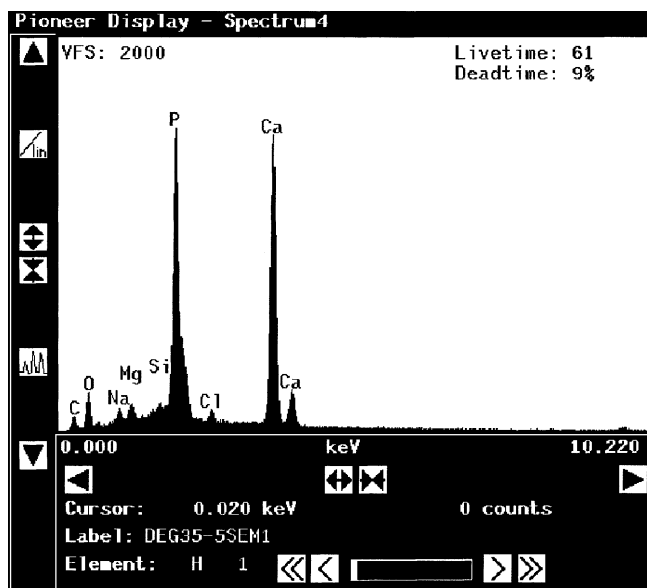 Pioneer Display - Spectrum4
VFS: 2000
Livetime: 61
Deadtime: 9%
lin
P
Ca
C
O
Na
Mg
Si
Cl
Ca
0.000 keV 10.220
Cursor: 0.020 keV 0 counts
Label: DEG35-5SEM1
Element: H 1